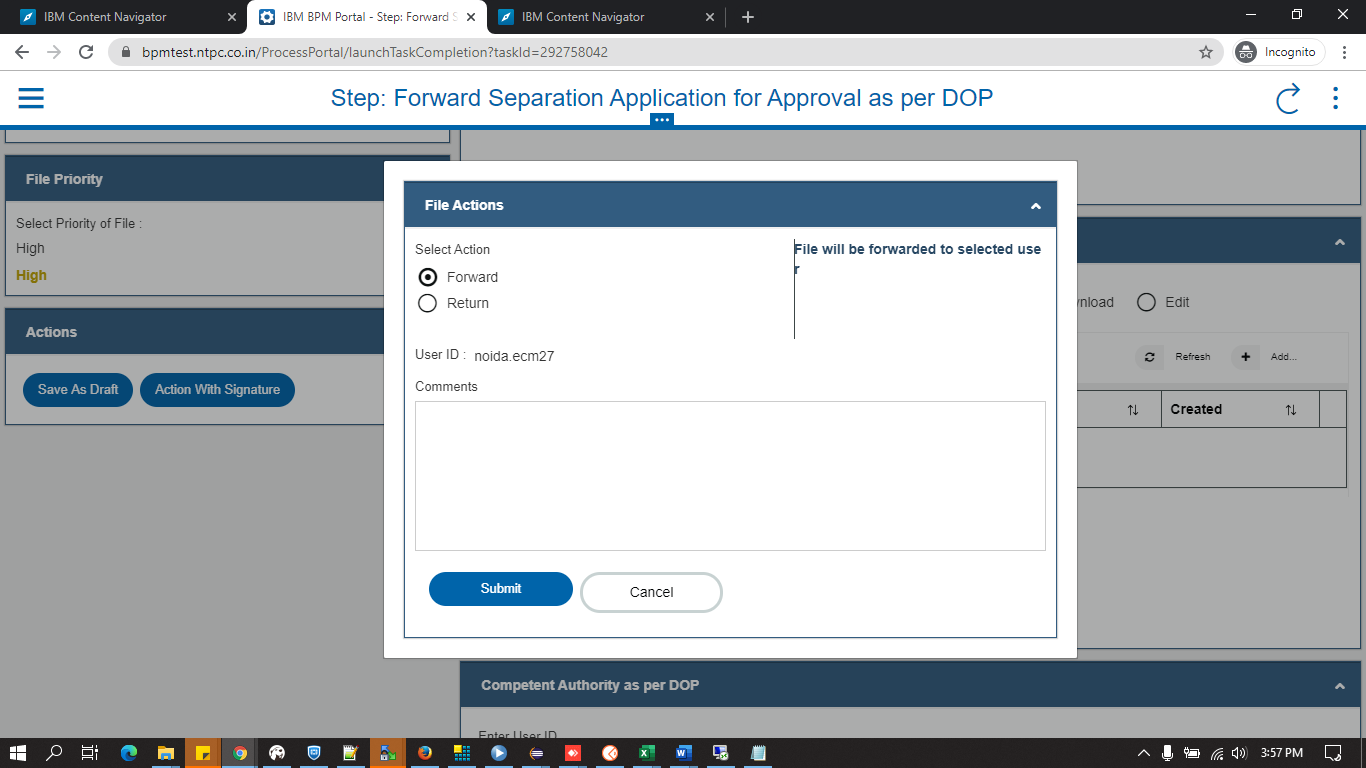 IBM Content Navigator
IBM BPM Portal - Step: Forward S
IBM Content Navigator
bpmtest.ntpc.co.in/ProcessPortal/launchTaskCompletion?taskId=292758042
Incognito
Step: Forward Separation Application for Approval as per DOP
File Priority
Select Priority of File :
High
High
Actions
Save As Draft
Action With Signature
File Actions
Select Action
Forward
Return
File will be forwarded to selected use
r
User ID : noida.ecm27
Comments
Submit
Cancel
nload
Edit
Refresh
Add...
Created
Competent Authority as per DOP
Enter User ID
3:57 PM